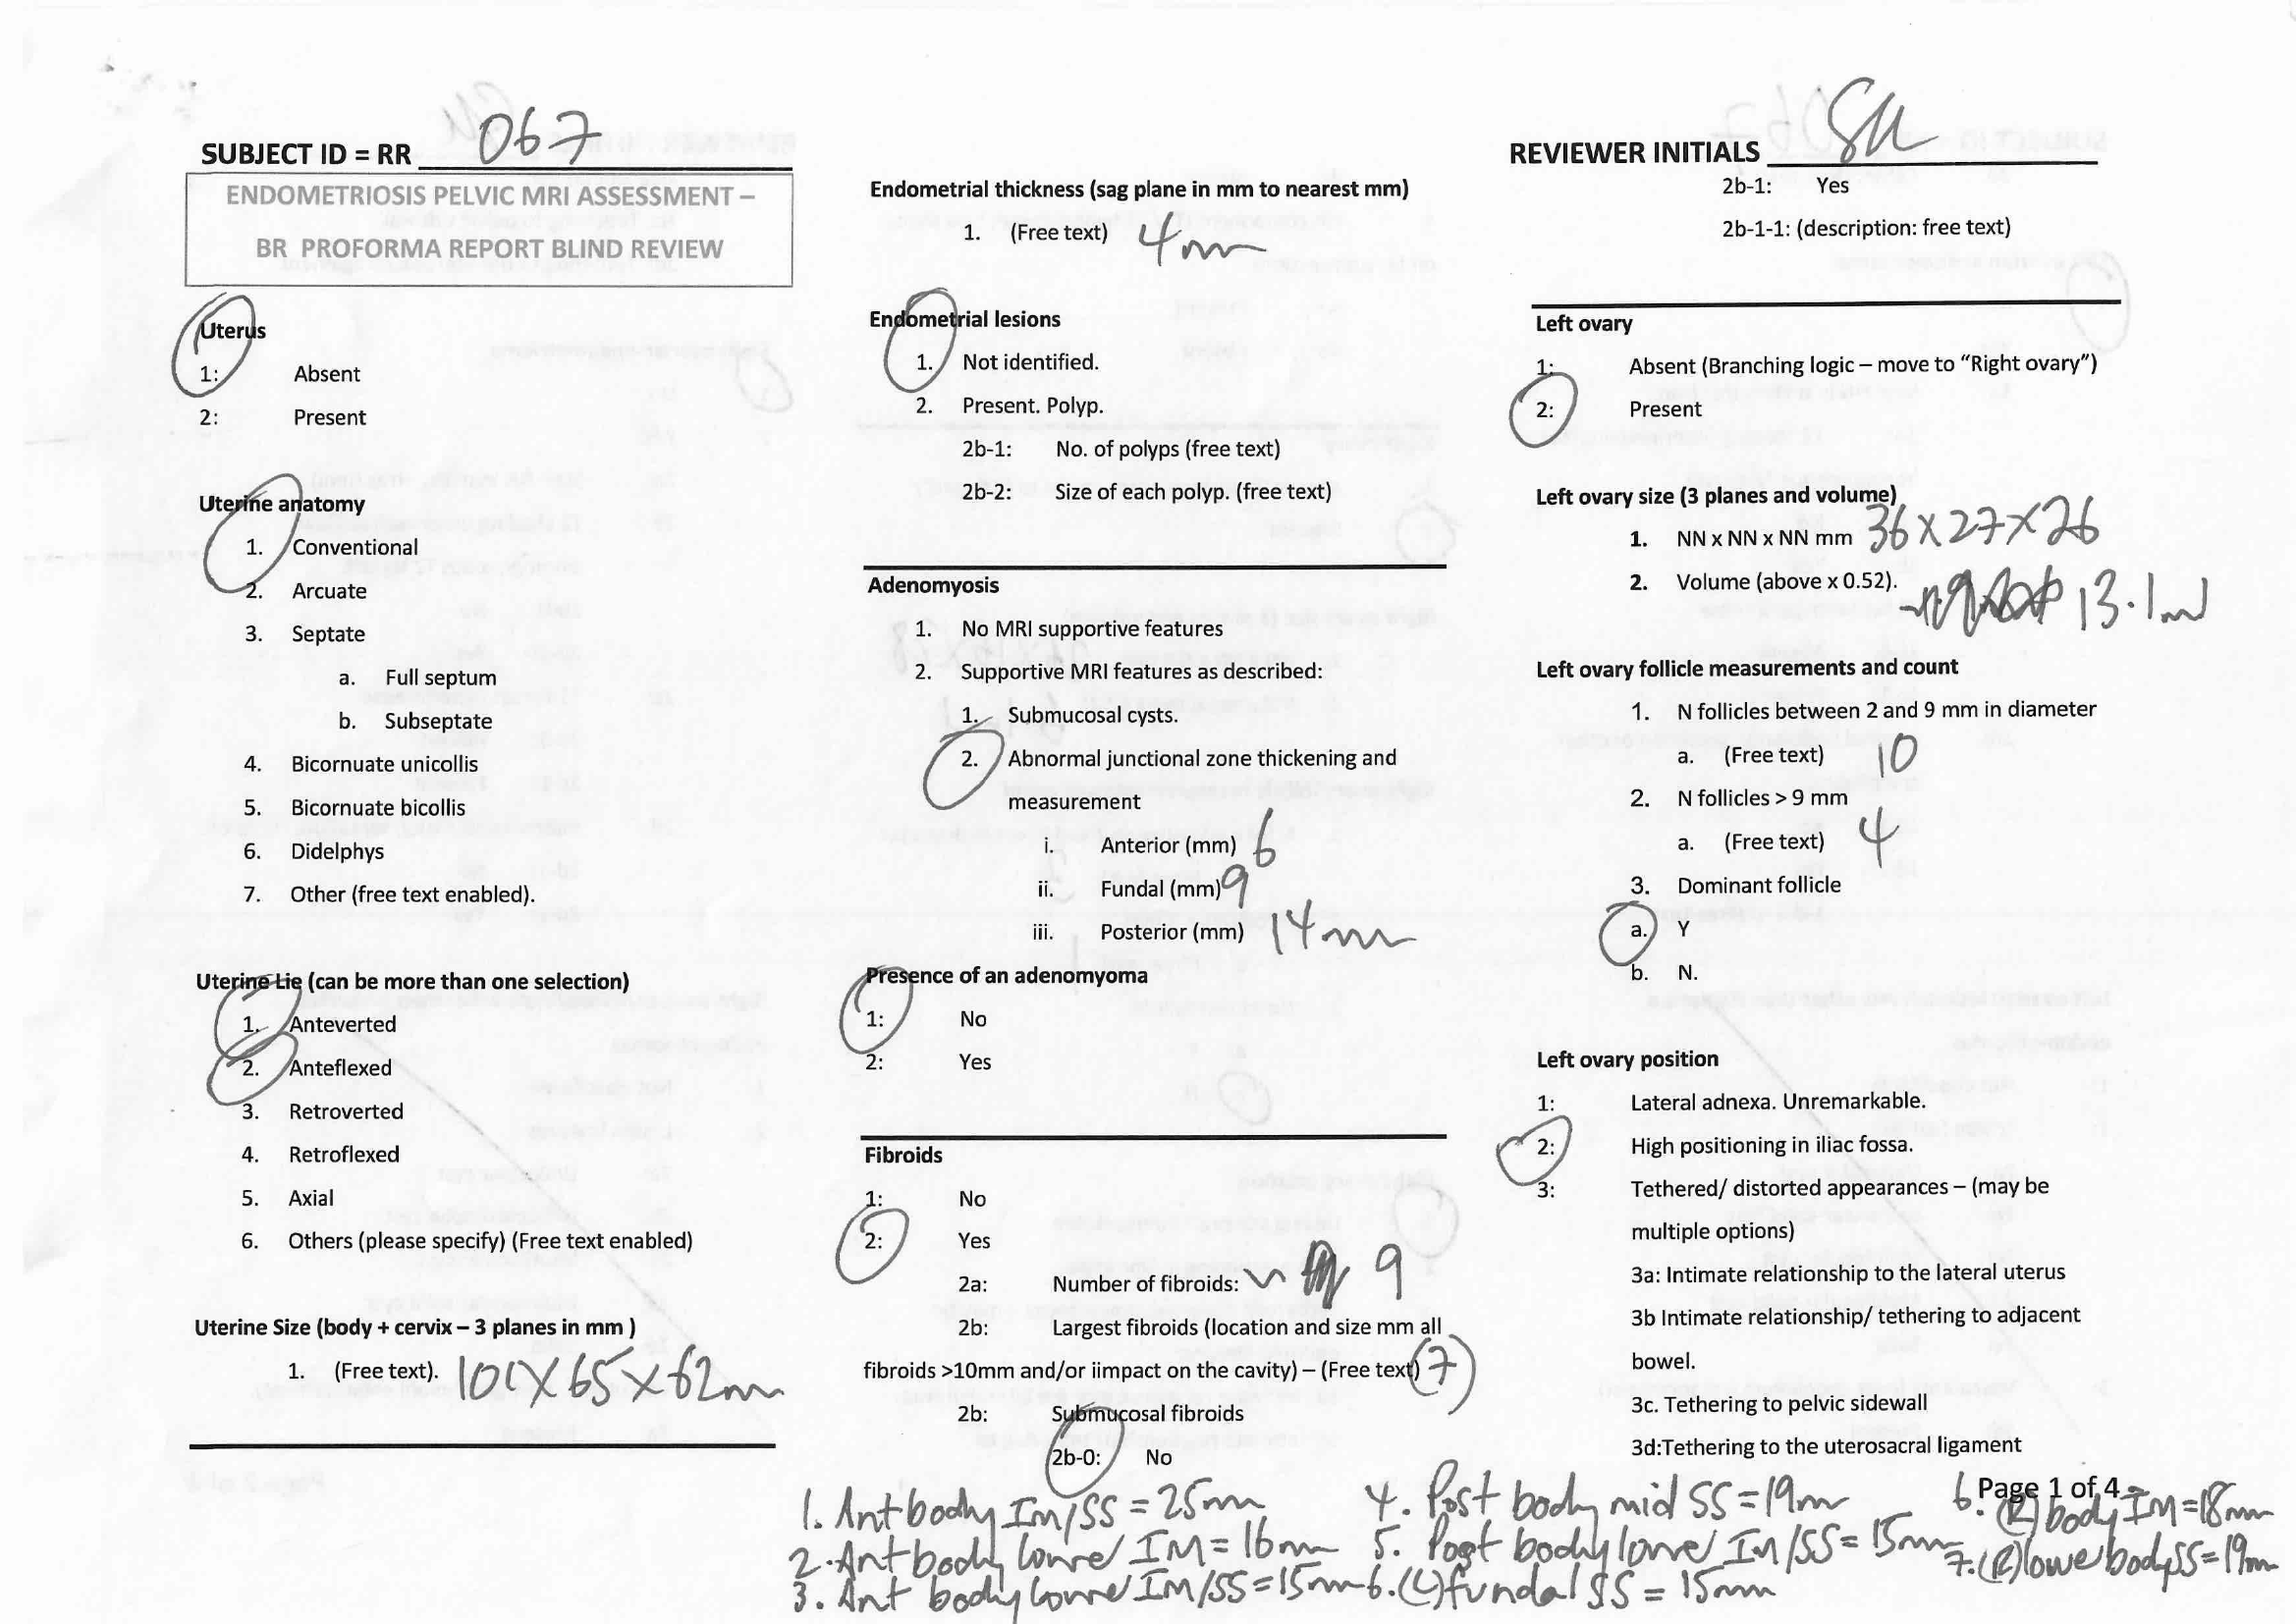 SUBJECT ID = RR 067
ENDOMETRIOSIS PELVIC MRI ASSESSMENT –
BR PROFORMA REPORT BLIND REVIEW
Uterus
1: Absent
2: Present
Uterine anatomy
1. Conventional
2. Arcuate
3. Septate
a. Full septum
b. Subseptate
4. Bicornuate unicollis
5. Bicornuate bicollis
6. Didelphys
7. Other (free text enabled).
Uterine Lie (can be more than one selection)
1. Anteverted
2. Anteflexed
3. Retroverted
4. Retroflexed
5. Axial
6. Others (please specify) (Free text enabled)
Uterine Size (body + cervix – 3 planes in mm )
1. (Free text). 101 X 65 X 62mm
Endometrial thickness (sag plane in mm to nearest mm)
1. (Free text) 4mm
Endometrial lesions
1. Not identified.
2. Present. Polyp.
2b-1: No. of polyps (free text)
2b-2: Size of each polyp. (free text)
Adenomyosis
1. No MRI supportive features
2. Supportive MRI features as described:
1. Submucosal cysts.
2. Abnormal junctional zone thickening and
measurement
i. Anterior (mm) 6
ii. Fundal (mm) 9
iii. Posterior (mm) 14mm
Presence of an adenomyoma
1: No
2: Yes
Fibroids
1: No
2: Yes
2a: Number of fibroids: 9
2b: Largest fibroids (location and size mm all
fibroids >10mm and/or iimpact on the cavity) – (Free text) 7
2b: Submucosal fibroids
2b-0: No
1. Ant body Im/SS = 25mm
2. Ant body lower IM = 16mm
3. Ant body lower IM/SS = 15mm
4. Post body mid SS = 19m
5. Post body lower IM/SS = 15mm
6. (L) fundal SS = 15mm
6. (R) body IM = 18mm
7. (R) lower body SS = 19mm
REVIEWER INITIALS SU
2b-1: Yes
2b-1-1: (description: free text)
Left ovary
1: Absent (Branching logic – move to “Right ovary”)
2: Present
Left ovary size (3 planes and volume)
1. NN x NN x NN mm 36 X 27 X 26
2. Volume (above x 0.52). 13.1ml
Left ovary follicle measurements and count
1. N follicles between 2 and 9 mm in diameter
a. (Free text) 10
2. N follicles > 9 mm
a. (Free text) 4
3. Dominant follicle
a. Y
b. N.
Left ovary position
1: Lateral adnexa. Unremarkable.
2: High positioning in iliac fossa.
3: Tethered/ distorted appearances – (may be
multiple options)
3a: Intimate relationship to the lateral uterus
3b Intimate relationship/ tethering to adjacent
bowel.
3c. Tethering to pelvic sidewall
3d:Tethering to the uterosacral ligament
Page 1 of 4